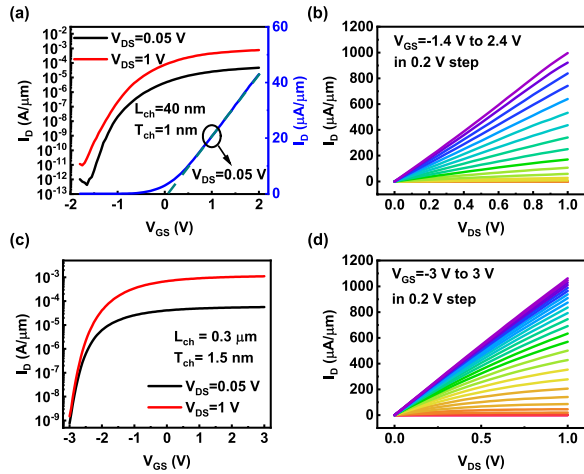 (a)
V_DS=0.05 V
V_DS=1 V
L_ch=40 nm
T_ch=1 nm
V_DS=0.05V
10^-2
10^-3
10^-4
10^-5
10^-6
10^-7
10^-8
10^-9
10^-10
10^-11
10^-12
10^-13
I_D (A/μm)
60
40
20
0
I_D (μA/μm)
-2 -1 0 1 2
V_GS (V)
(b)
V_GS=-1.4 V to 2.4 V
in 0.2 V step
1200
1000
800
600
400
200
0
I_D (μA/μm)
0.0 0.2 0.4 0.6 0.8 1.0
V_DS (V)
(c)
L_ch = 0.3 μm
T_ch = 1.5 nm
V_DS=0.05 V
V_DS=1 V
10^-3
10^-4
10^-5
10^-6
10^-7
10^-8
10^-9
I_D (A/μm)
-3 -2 -1 0 1 2 3
V_GS (V)
(d)
V_GS=-3 V to 3 V
in 0.2 V step
1200
1000
800
600
400
200
0
I_D (μA/μm)
0.0 0.5 1.0
V_DS (V)